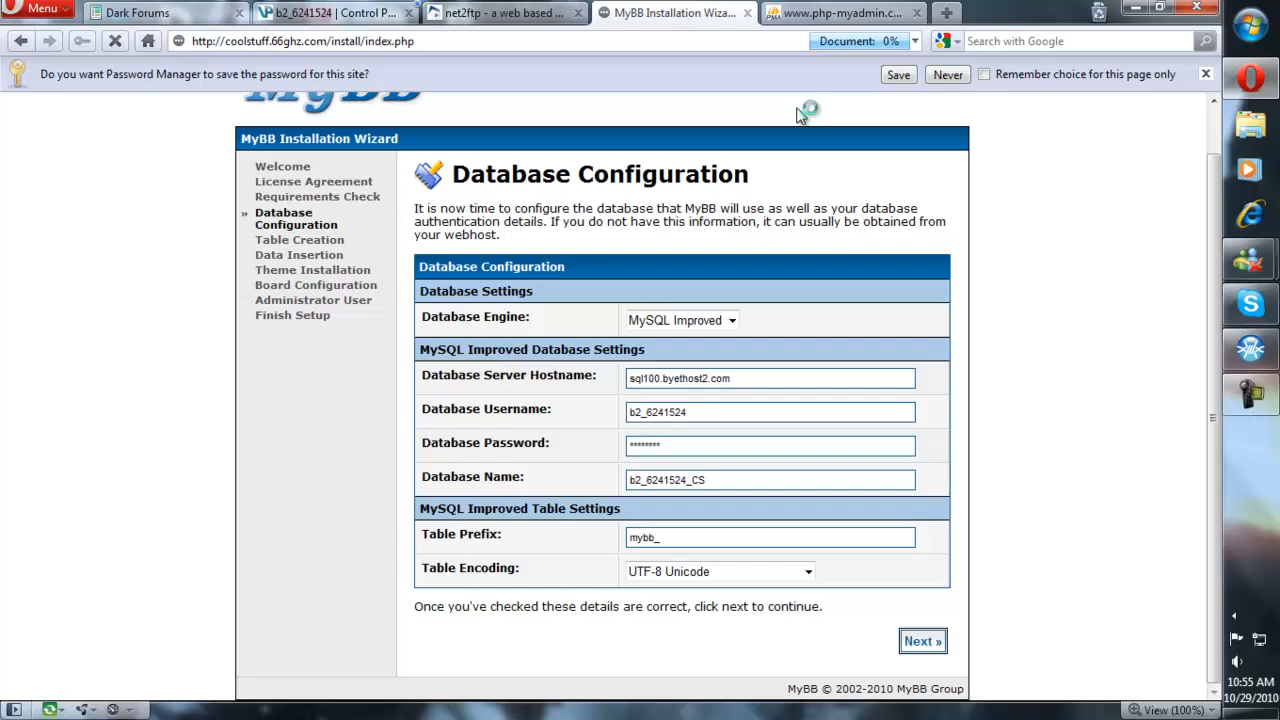 Menu
Dark Forums
b2_6241524 | Control P...
net2ftp - a web based ...
MyBB Installation Wiza...
www.php-myadmin.c...
http://coolstuff.66ghz.com/install/index.php
Document: 0%
Search with Google
Do you want Password Manager to save the password for this site?
Save
Never
Remember choice for this page only
MyBB
MyBB Installation Wizard
Welcome
License Agreement
Requirements Check
» Database
Configuration
Table Creation
Data Insertion
Theme Installation
Board Configuration
Administrator User
Finish Setup
Database Configuration
It is now time to configure the database that MyBB will use as well as your database
authentication details. If you do not have this information, it can usually be obtained from
your webhost.
Database Configuration
Database Settings
Database Engine: MySQL Improved
MySQL Improved Database Settings
Database Server Hostname: sql100.byethost2.com
Database Username: b2_6241524
Database Password: ********
Database Name: b2_6241524_CS
MySQL Improved Table Settings
Table Prefix: mybb_
Table Encoding: UTF-8 Unicode
Once you've checked these details are correct, click next to continue.
Next »
MyBB © 2002-2010 MyBB Group
View (100%)
10:55 AM
10/29/2010